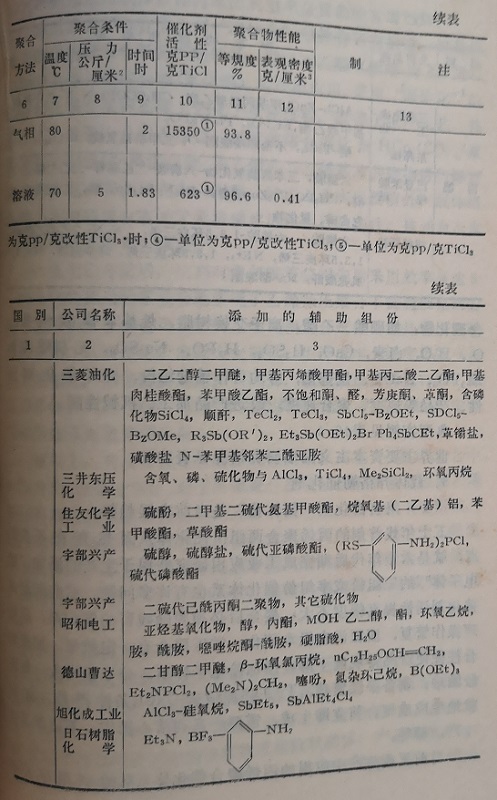 续表
聚合方法 聚合条件 催化剂活性 克PP/克TiCl 聚合物性能 制 注
温度℃ 压力公斤/厘米² 时间时 等规度% 表观密度克/厘米³
6 7 8 9 10 11 12 13
气相 80 2 15350① 93.8
溶液 70 5 1.83 623① 96.6 0.41
为克pp/克改性TiCl₃·时；④—单位为克pp/克改性TiCl₃；⑤—单位为克pp/克TiCl₃
续表
国别 公司名称 添加的辅助组份
1 2 3
三菱油化 二乙二醇二甲醚，甲基丙烯酸甲酯，甲基丙二酸二乙酯，甲基
肉桂酸酯，苯甲酸乙酯，不饱和酮、醛，芳庚酮、䓬酮，含磷
化物SiCl₄，顺酐，TeCl₂，TeCl₃，SbCl₅-BzOEt，SDCl₅-
BzOMe，R₃Sb(OR′)₂，Et₃Sb(OEt)₂Br Ph₄SbCEt，䓬鎓盐，
磺酸盐 N-苯甲基邻苯二酰亚胺
三井东压化学 含氧、磷、硫化物与AlCl₃，TiCl₄，Me₂SiCl₂，环氧丙烷
住友化学工业 硫酚，二甲基二硫代氨基甲酸酯，烷氧基（二乙基）铝，苯
甲酸酯，草酸酯
宇部兴产 硫醇，硫醇盐，硫代亚磷酸酯，(RS— —NH₂)₂PCl，
硫代磷酸酯
宇部兴产 二硫代己酰丙酮二聚物，其它硫化物
昭和电工 亚烃基氧化物，醇，内酯，MOH 乙二醇，酯，环氧乙烷，
胺，酰胺，噁唑烷酮-酰胺，硬脂酸，H₂O
德山曹达 二甘醇二甲醚，β-环氧氯丙烷，nC₁₂H₂₅OCH=CH₂，
Et₂NPCl₂，(Me₂N)₂CH₂，噻吩，氮杂环己烷，B(OEt)₃
旭化成工业 AlCl₃-硅氧烷，SbEt₅，SbAlEt₄Cl₄
日石树脂化学 Et₃N，BF₃— —NH₂